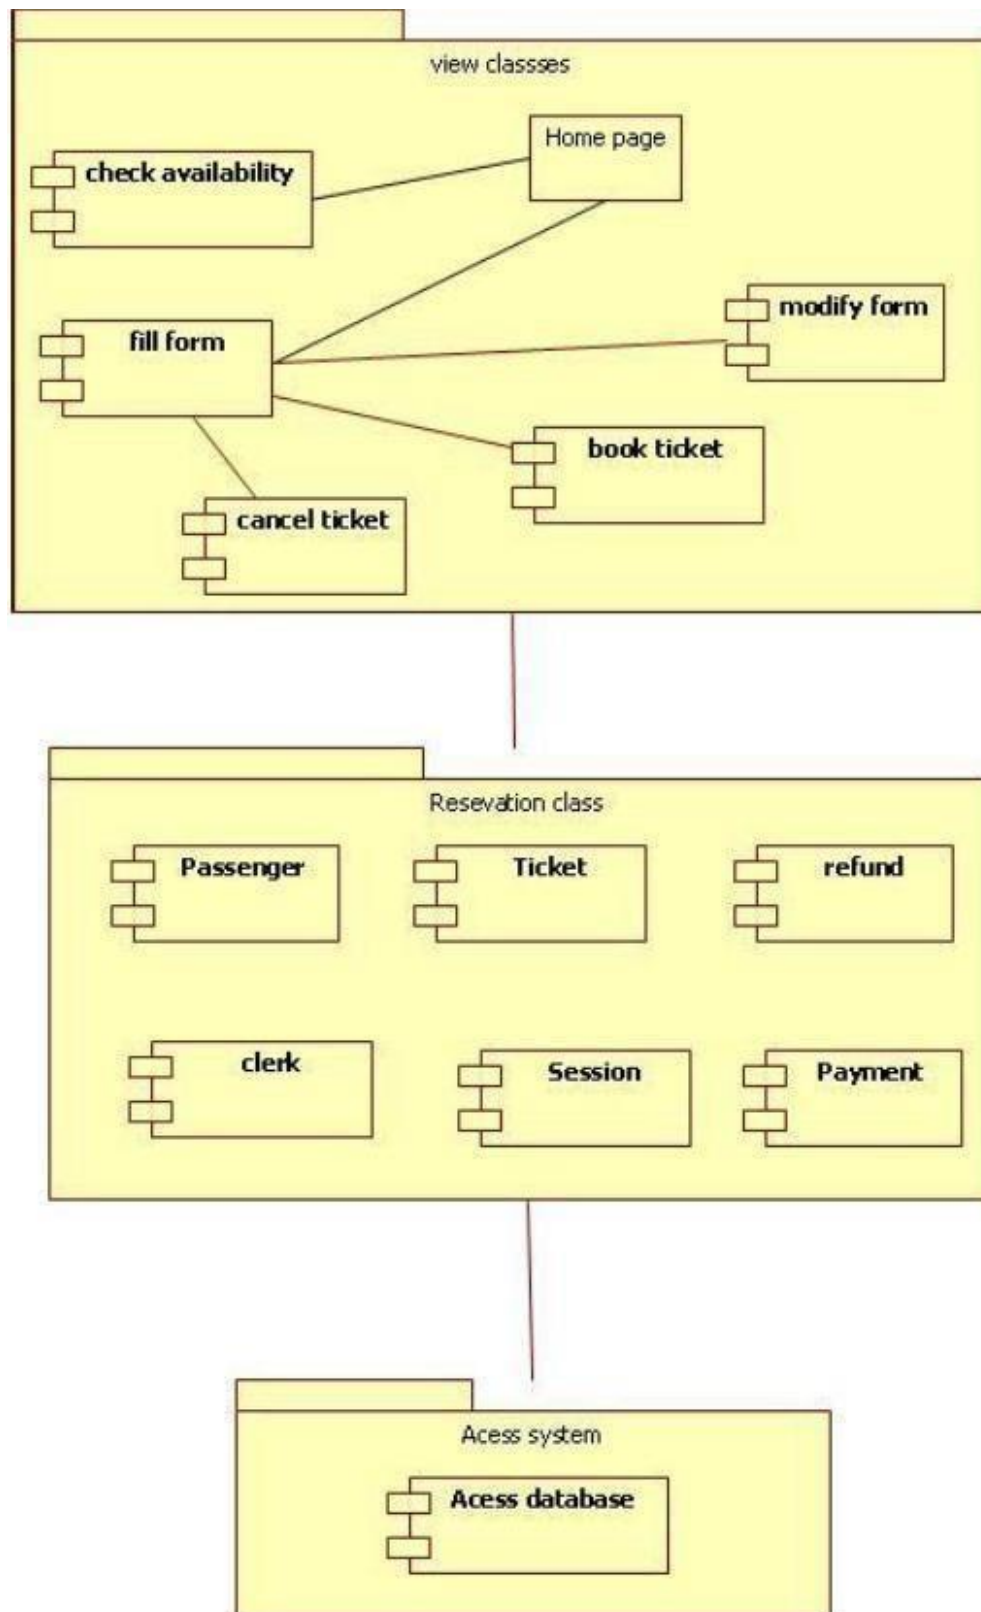 view classses
Home page
check availability
modify form
fill form
book ticket
cancel ticket
Resevation class
Passenger
Ticket
refund
clerk
Session
Payment
Acess system
Acess database